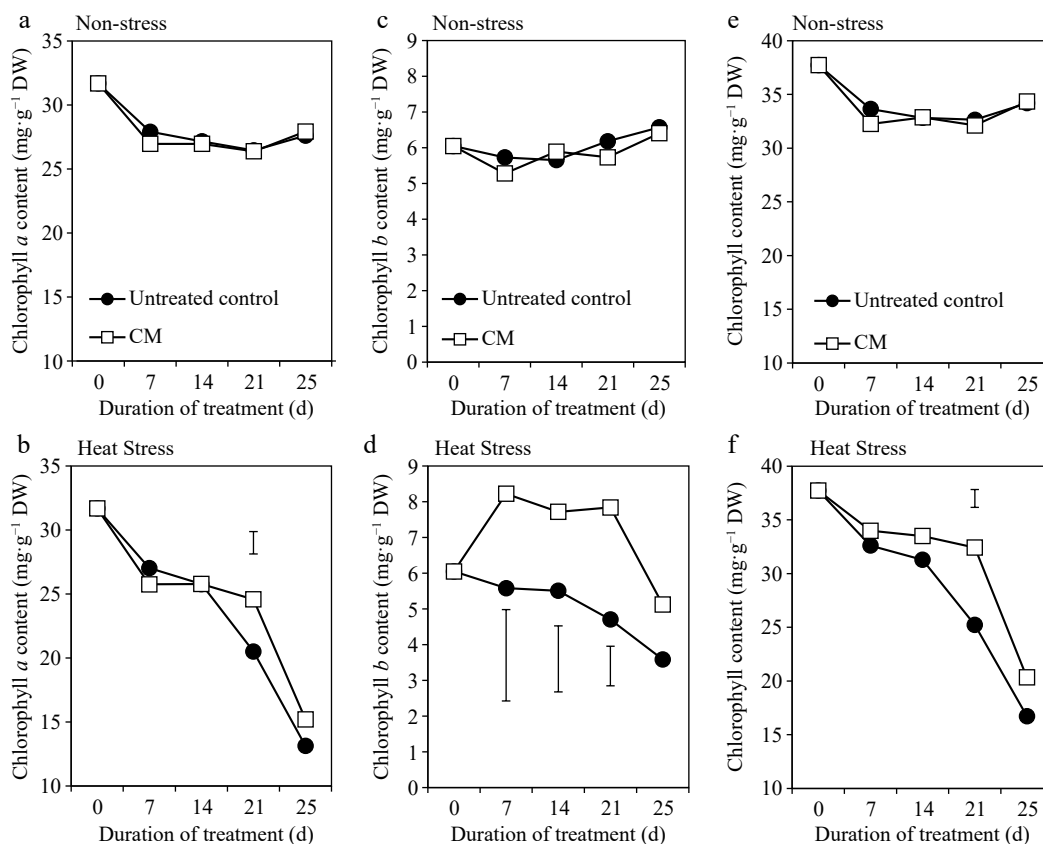 a Non-stress
Chlorophyll a content (mg·g⁻¹ DW)
35
30
25
20
15
10
Untreated control
CM
0 7 14 21 25
Duration of treatment (d)
c Non-stress
Chlorophyll b content (mg·g⁻¹ DW)
9
8
7
6
5
4
3
2
1
0
Untreated control
CM
0 7 14 21 25
Duration of treatment (d)
e Non-stress
Chlorophyll content (mg·g⁻¹ DW)
40
35
30
25
20
15
10
Untreated control
CM
0 7 14 21 25
Duration of treatment (d)
b Heat Stress
Chlorophyll a content (mg·g⁻¹ DW)
35
30
25
20
15
10
0 7 14 21 25
Duration of treatment (d)
d Heat Stress
Chlorophyll b content (mg·g⁻¹ DW)
9
8
7
6
5
4
3
2
1
0
0 7 14 21 25
Duration of treatment (d)
f Heat Stress
Chlorophyll content (mg·g⁻¹ DW)
40
35
30
25
20
15
10
0 7 14 21 25
Duration of treatment (d)